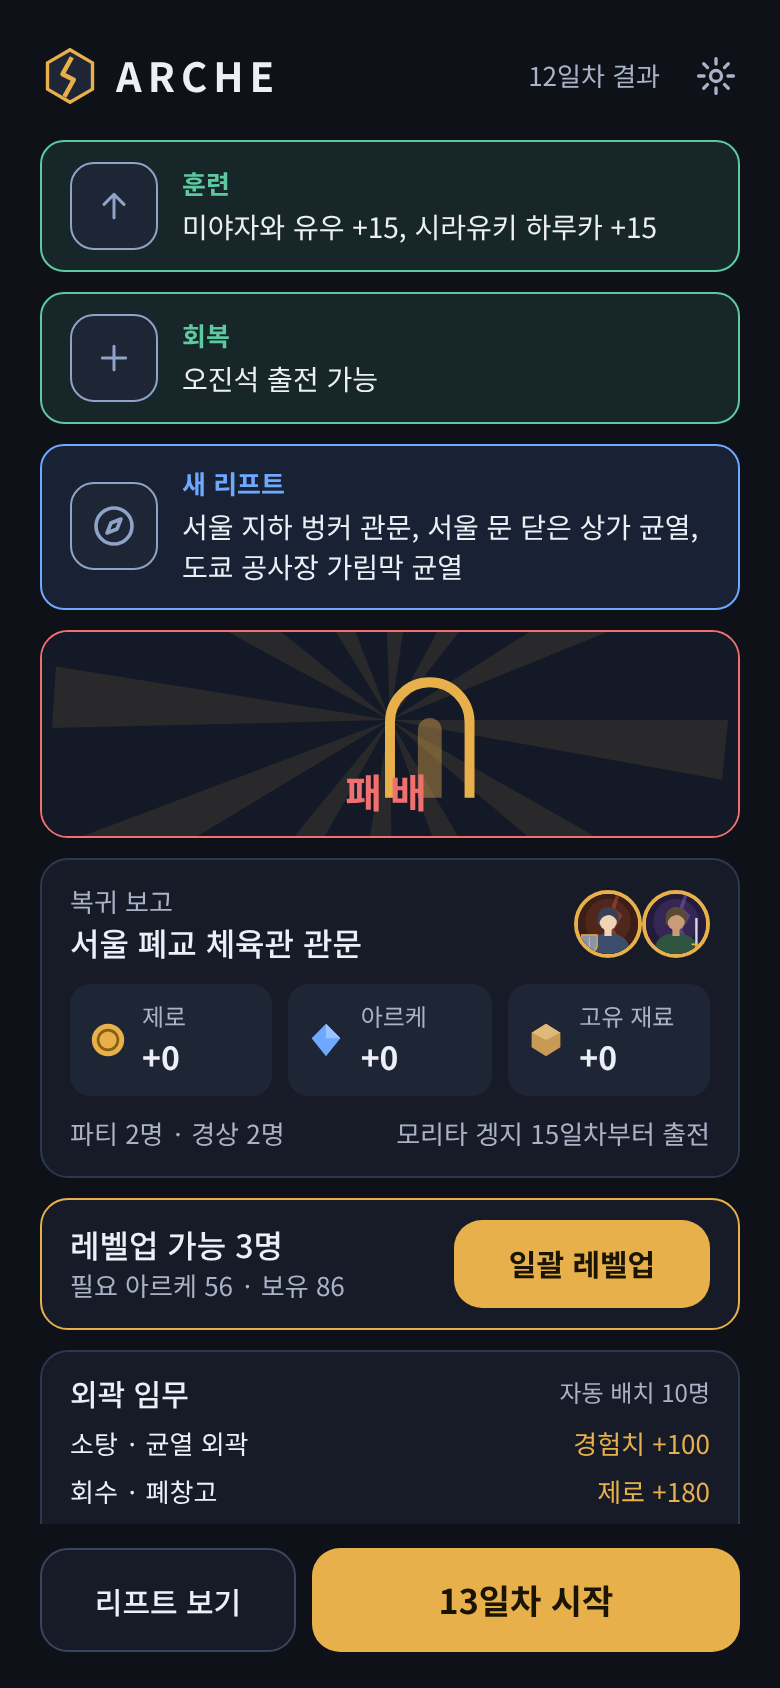 ARCHE
12일차 결과
훈련
미야자와 유우 +15, 시라유키 하루카 +15
회복
오진석 출전 가능
새 리프트
서울 지하 벙커 관문, 서울 문 닫은 상가 균열,
도쿄 공사장 가림막 균열
패배
복귀 보고
서울 폐교 체육관 관문
제로
+0
아르케
+0
고유 재료
+0
파티 2명 · 경상 2명
모리타 겡지 15일차부터 출전
레벨업 가능 3명
필요 아르케 56 · 보유 86
일괄 레벨업
외곽 임무
자동 배치 10명
소탕 · 균열 외곽
경험치 +100
회수 · 폐창고
제로 +180
리프트 보기
13일차 시작